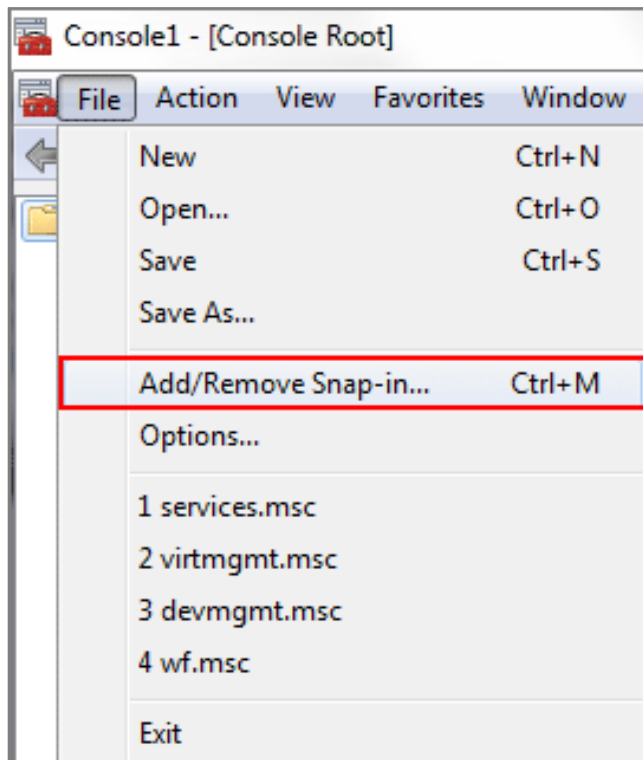 Console1 - [Console Root]
File Action View Favorites Window
New Ctrl+N
Open... Ctrl+O
Save Ctrl+S
Save As...
Add/Remove Snap-in... Ctrl+M
Options...
1 services.msc
2 virtmgmt.msc
3 devmgmt.msc
4 wf.msc
Exit